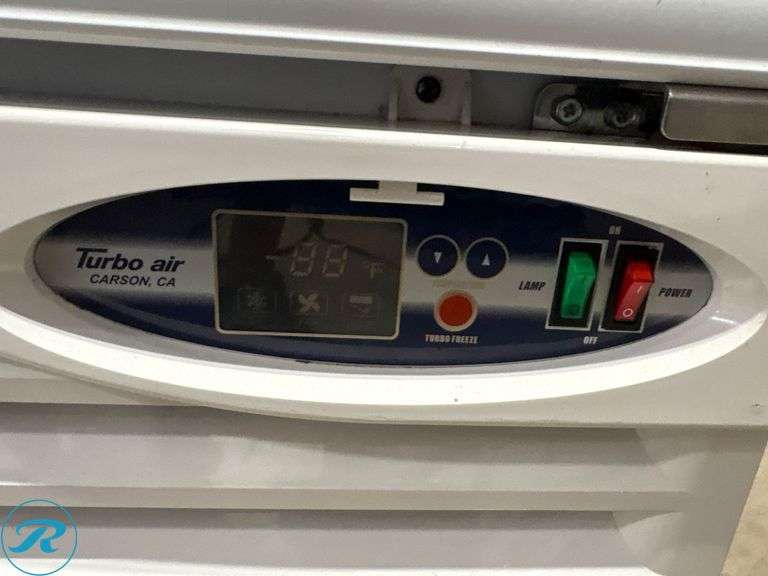 Turbo air
CARSON, CA
-88 °F
TURBO FREEZE
LAMP
ON
OFF
POWER
R